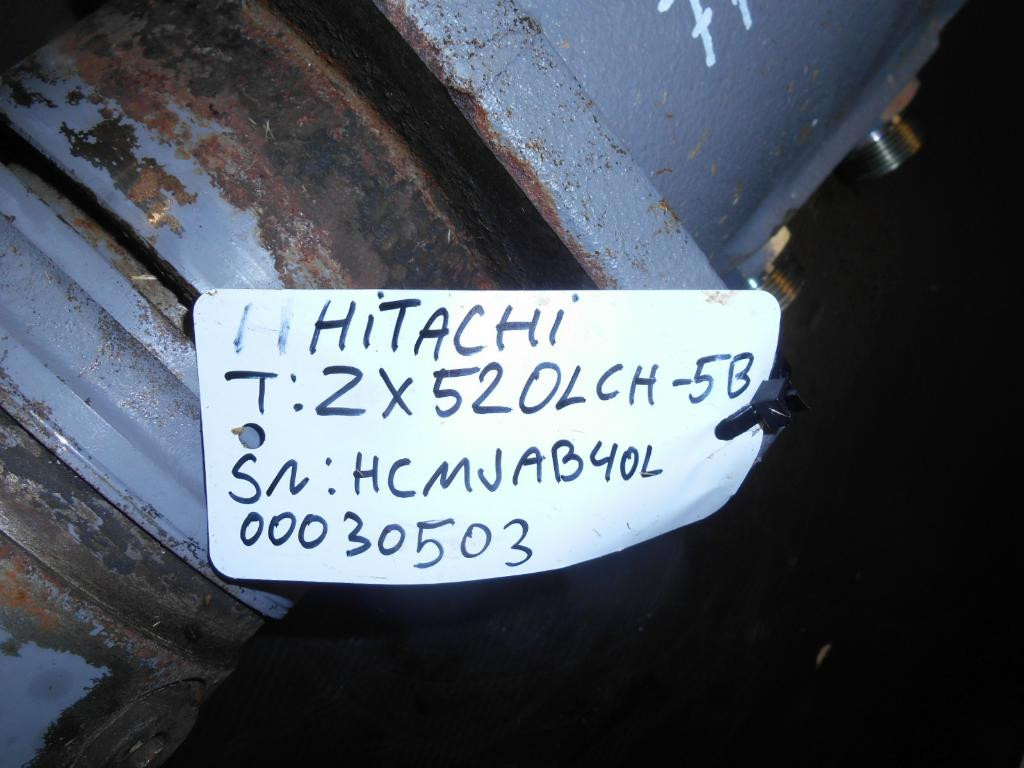 HiTACHi
T:ZX520LCH-5B
SN:HCMJAB40L
00030503